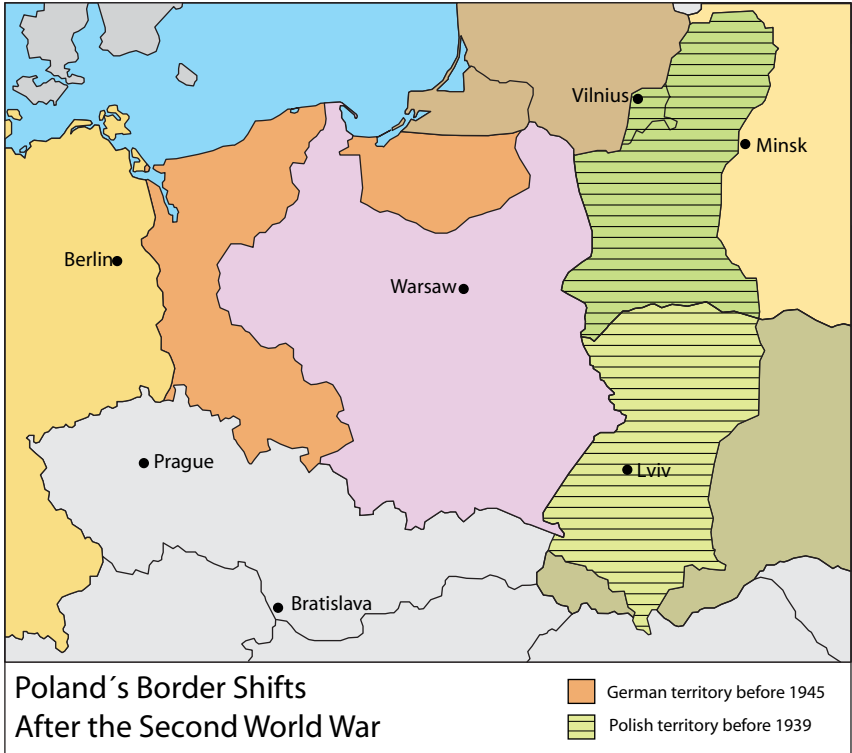 Vilnius
Minsk
Berlin
Warsaw
Prague
Lviv
Bratislava
Poland´s Border Shifts
After the Second World War
German territory before 1945
Polish territory before 1939